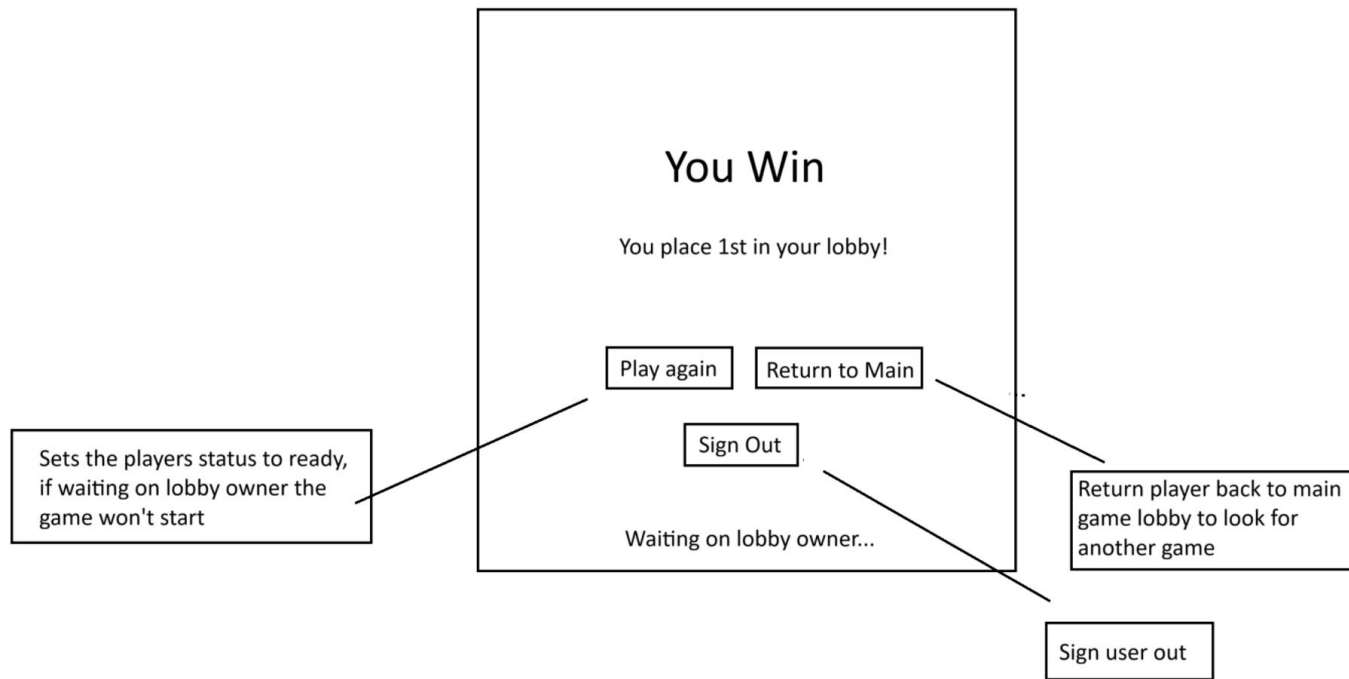 You Win
You place 1st in your lobby!
Play again
Return to Main
Sign Out
Waiting on lobby owner...
Sets the players status to ready,
if waiting on lobby owner the
game won't start
Return player back to main
game lobby to look for
another game
Sign user out